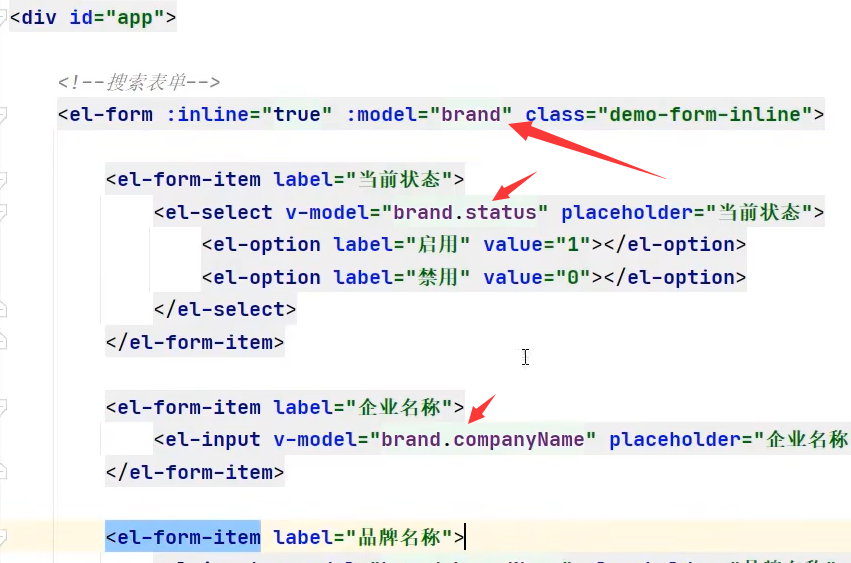 <div id="app">
<!--搜索表单-->
<el-form :inline="true" :model="brand" class="demo-form-inline">
<el-form-item label="当前状态">
<el-select v-model="brand.status" placeholder="当前状态">
<el-option label="启用" value="1"></el-option>
<el-option label="禁用" value="0"></el-option>
</el-select>
</el-form-item>
<el-form-item label="企业名称">
<el-input v-model="brand.companyName" placeholder="企业名称
</el-form-item>
<el-form-item label="品牌名称">